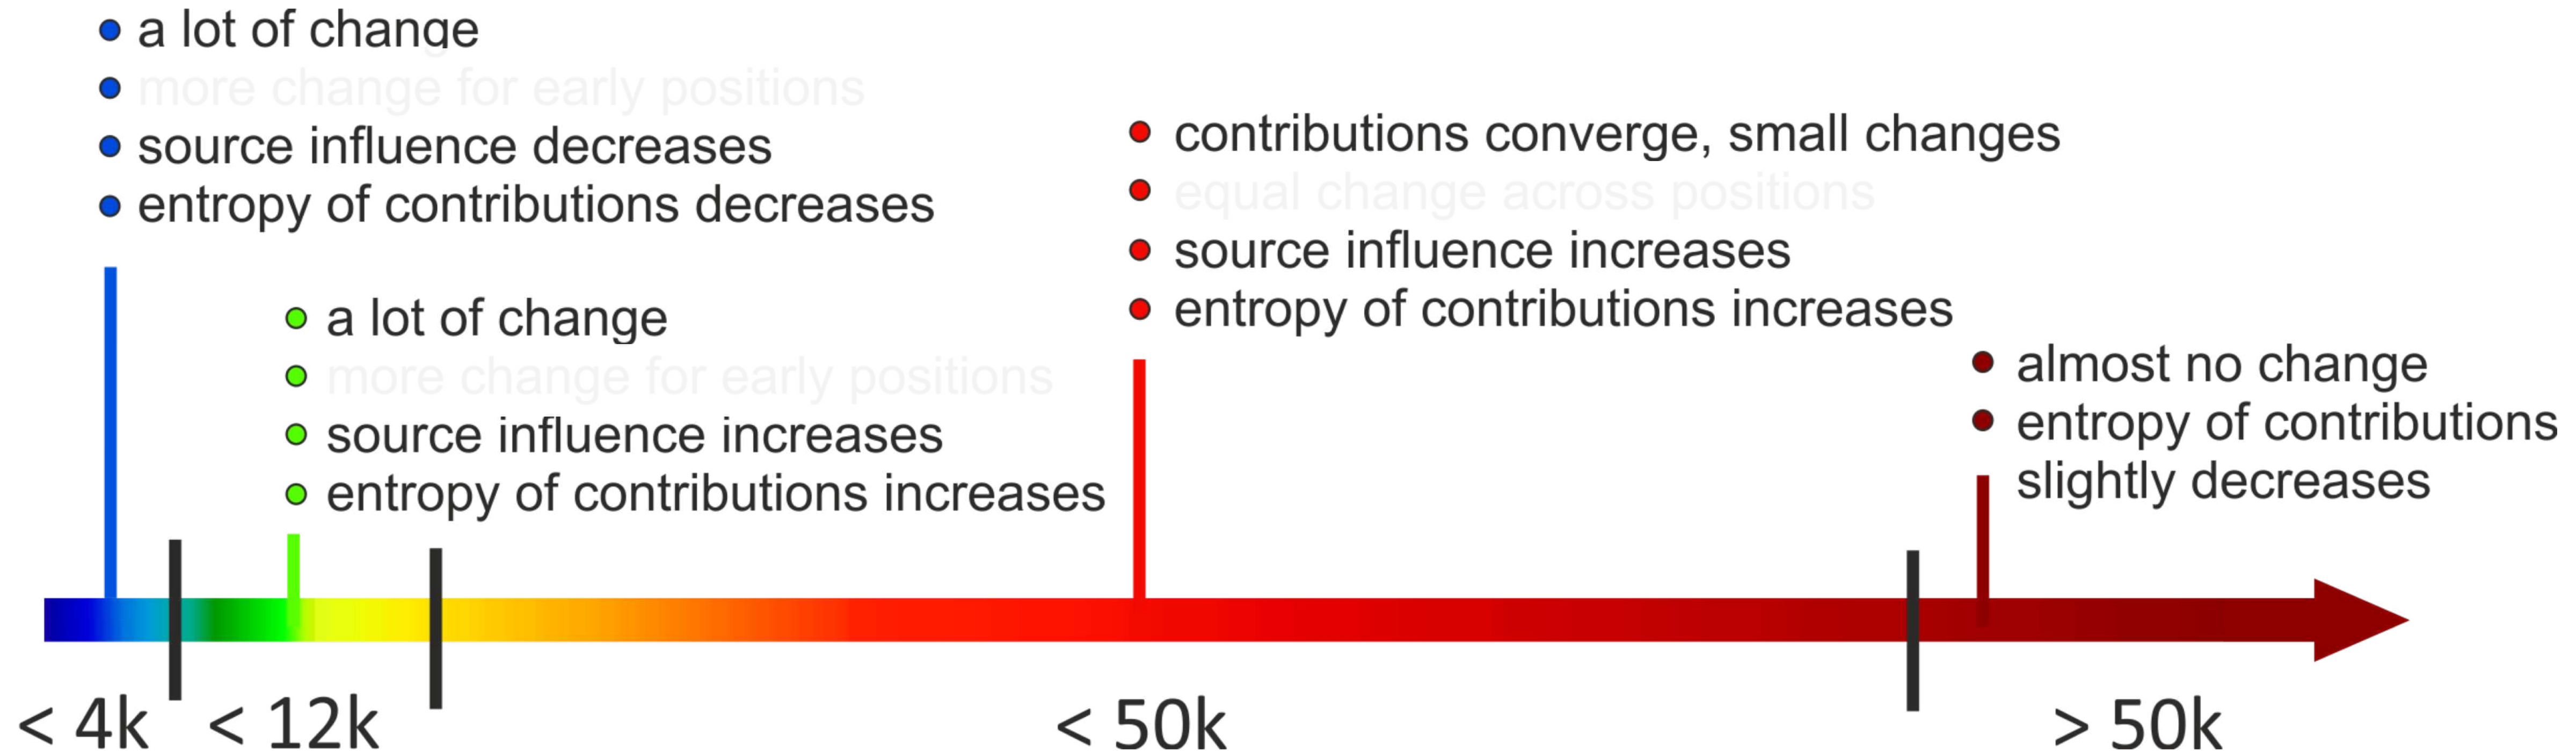 a lot of change
more change for early positions
source influence decreases
entropy of contributions decreases
a lot of change
more change for early positions
source influence increases
entropy of contributions increases
contributions converge, small changes
equal change across positions
source influence increases
entropy of contributions increases
almost no change
entropy of contributions
slightly decreases
< 4k
< 12k
< 50k
> 50k